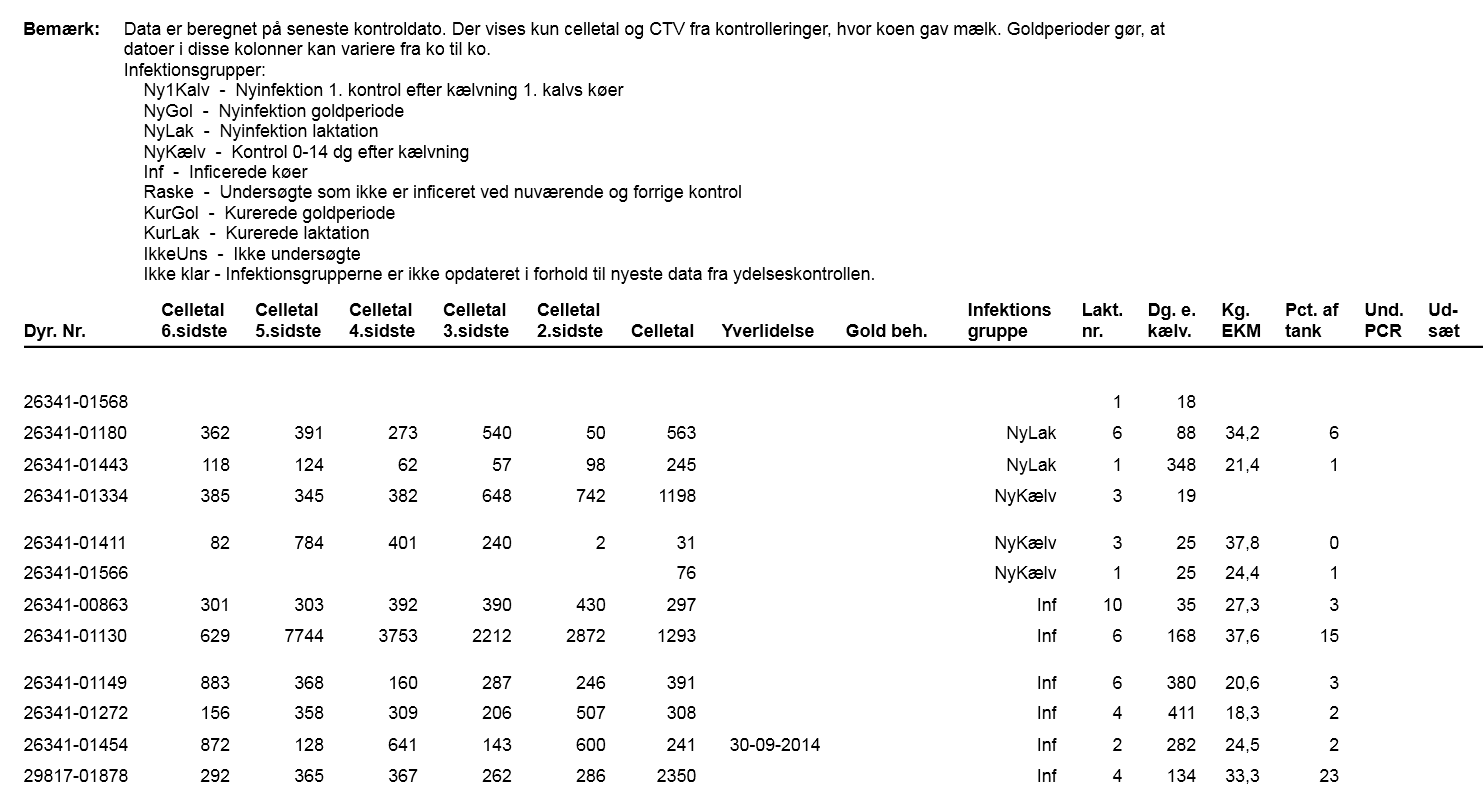 Bemærk: Data er beregnet på seneste kontroldato. Der vises kun celletal og CTV fra kontrolleringer, hvor koen gav mælk. Goldperioder gør, at
datoer i disse kolonner kan variere fra ko til ko.
Infektionsgrupper:
Ny1Kalv - Nyinfektion 1. kontrol efter kælvning 1. kalvs køer
NyGol - Nyinfektion goldperiode
NyLak - Nyinfektion laktation
NyKælv - Kontrol 0-14 dg efter kælvning
Inf - Inficerede køer
Raske - Undersøgte som ikke er inficeret ved nuværende og forrige kontrol
KurGol - Kurerede goldperiode
KurLak - Kurerede laktation
IkkeUns - Ikke undersøgte
Ikke klar - Infektionsgrupperne er ikke opdateret i forhold til nyeste data fra ydelseskontrollen.
Celletal Celletal Celletal Celletal Celletal Infektions Lakt. Dg. e. Kg. Pct. af Und. Ud-
Dyr. Nr. 6.sidste 5.sidste 4.sidste 3.sidste 2.sidste Celletal Yverlidelse Gold beh. gruppe nr. kælv. EKM tank PCR sæt
26341-01568 1 18
26341-01180 362 391 273 540 50 563 NyLak 6 88 34,2 6
26341-01443 118 124 62 57 98 245 NyLak 1 348 21,4 1
26341-01334 385 345 382 648 742 1198 NyKælv 3 19
26341-01411 82 784 401 240 2 31 NyKælv 3 25 37,8 0
26341-01566 76 NyKælv 1 25 24,4 1
26341-00863 301 303 392 390 430 297 Inf 10 35 27,3 3
26341-01130 629 7744 3753 2212 2872 1293 Inf 6 168 37,6 15
26341-01149 883 368 160 287 246 391 Inf 6 380 20,6 3
26341-01272 156 358 309 206 507 308 Inf 4 411 18,3 2
26341-01454 872 128 641 143 600 241 30-09-2014 Inf 2 282 24,5 2
29817-01878 292 365 367 262 286 2350 Inf 4 134 33,3 23